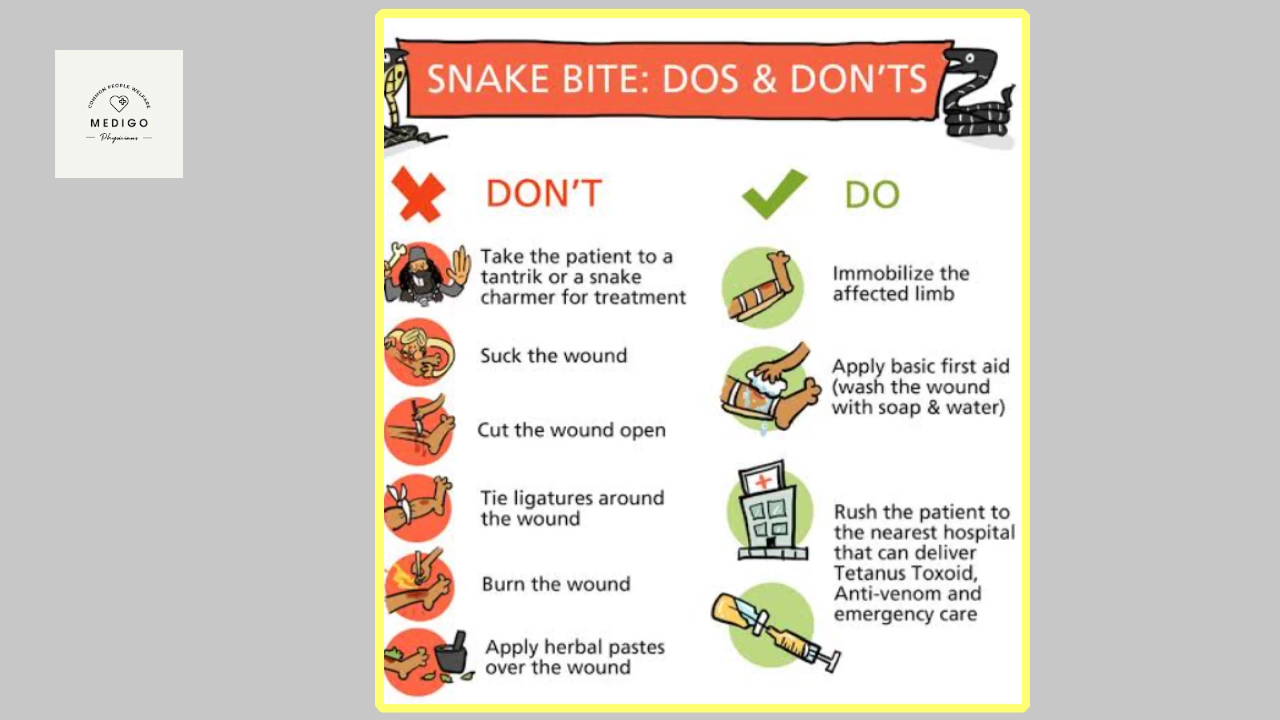 COMMON PEOPLE WELFARE
MEDIGO
Physicians
SNAKE BITE: DOS & DON'TS
DON'T
Take the patient to a
tantrik or a snake
charmer for treatment
Suck the wound
Cut the wound open
Tie ligatures around
the wound
Burn the wound
Apply herbal pastes
over the wound
DO
Immobilize the
affected limb
Apply basic first aid
(wash the wound
with soap & water)
Rush the patient to
the nearest hospital
that can deliver
Tetanus Toxoid,
Anti-venom and
emergency care